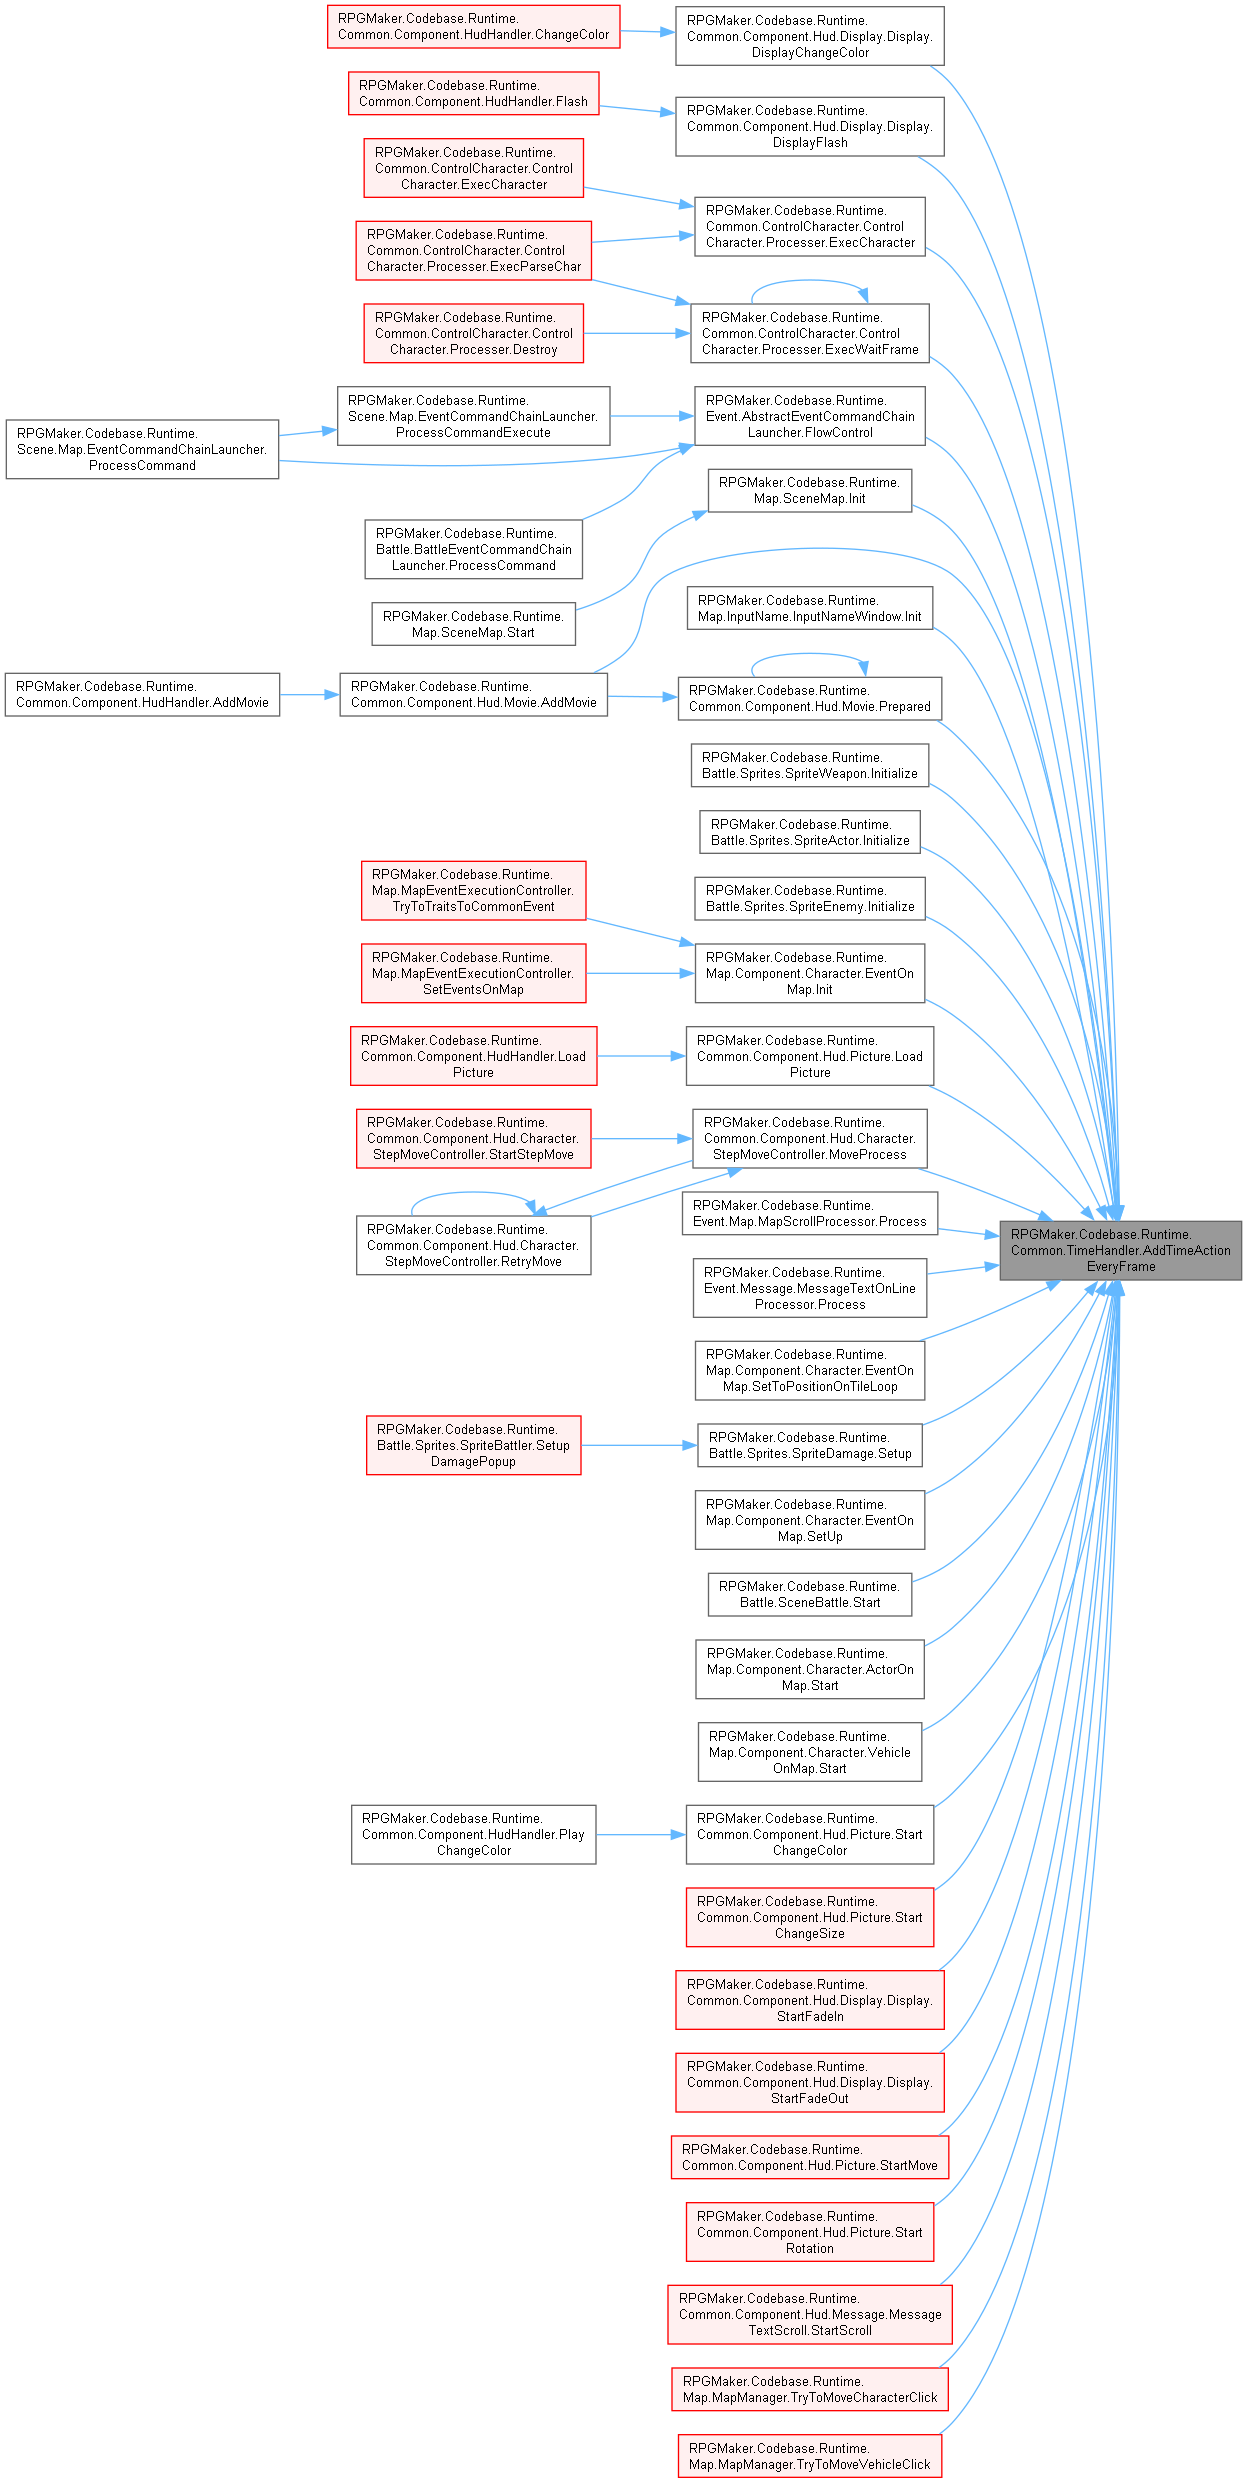 RPGMaker.Codebase.Runtime.
Common.Component.HudHandler.ChangeColor
RPGMaker.Codebase.Runtime.
Common.Component.Hud.Display.Display.
DisplayChangeColor
RPGMaker.Codebase.Runtime.
Common.Component.HudHandler.Flash
RPGMaker.Codebase.Runtime.
Common.Component.Hud.Display.Display.
DisplayFlash
RPGMaker.Codebase.Runtime.
Common.ControlCharacter.Control
Character.ExecCharacter
RPGMaker.Codebase.Runtime.
Common.ControlCharacter.Control
Character.Processer.ExecCharacter
RPGMaker.Codebase.Runtime.
Common.ControlCharacter.Control
Character.Processer.ExecParseChar
RPGMaker.Codebase.Runtime.
Common.ControlCharacter.Control
Character.Processer.Destroy
RPGMaker.Codebase.Runtime.
Common.ControlCharacter.Control
Character.Processer.ExecWaitFrame
RPGMaker.Codebase.Runtime.
Scene.Map.EventCommandChainLauncher.
ProcessCommandExecute
RPGMaker.Codebase.Runtime.
Event.AbstractEventCommandChain
Launcher.FlowControl
RPGMaker.Codebase.Runtime.
Scene.Map.EventCommandChainLauncher.
ProcessCommand
RPGMaker.Codebase.Runtime.
Map.SceneMap.Init
RPGMaker.Codebase.Runtime.
Battle.BattleEventCommandChain
Launcher.ProcessCommand
RPGMaker.Codebase.Runtime.
Map.SceneMap.Start
RPGMaker.Codebase.Runtime.
Map.InputName.InputNameWindow.Init
RPGMaker.Codebase.Runtime.
Common.Component.HudHandler.AddMovie
RPGMaker.Codebase.Runtime.
Common.Component.Hud.Movie.AddMovie
RPGMaker.Codebase.Runtime.
Common.Component.Hud.Movie.Prepared
RPGMaker.Codebase.Runtime.
Battle.Sprites.SpriteWeapon.Initialize
RPGMaker.Codebase.Runtime.
Battle.Sprites.SpriteActor.Initialize
RPGMaker.Codebase.Runtime.
Map.MapEventExecutionController.
TryToTraitsToCommonEvent
RPGMaker.Codebase.Runtime.
Battle.Sprites.SpriteEnemy.Initialize
RPGMaker.Codebase.Runtime.
Map.MapEventExecutionController.
SetEventsOnMap
RPGMaker.Codebase.Runtime.
Map.Component.Character.EventOn
Map.Init
RPGMaker.Codebase.Runtime.
Common.Component.HudHandler.Load
Picture
RPGMaker.Codebase.Runtime.
Common.Component.Hud.Picture.Load
Picture
RPGMaker.Codebase.Runtime.
Common.Component.Hud.Character.
StepMoveController.StartStepMove
RPGMaker.Codebase.Runtime.
Common.Component.Hud.Character.
StepMoveController.MoveProcess
RPGMaker.Codebase.Runtime.
Event.Map.MapScrollProcessor.Process
RPGMaker.Codebase.Runtime.
Common.Component.Hud.Character.
StepMoveController.RetryMove
RPGMaker.Codebase.Runtime.
Common.TimeHandler.AddTimeAction
EveryFrame
RPGMaker.Codebase.Runtime.
Event.Message.MessageTextOnLine
Processor.Process
RPGMaker.Codebase.Runtime.
Map.Component.Character.EventOn
Map.SetToPositionOnTileLoop
RPGMaker.Codebase.Runtime.
Battle.Sprites.SpriteBattler.Setup
DamagePopup
RPGMaker.Codebase.Runtime.
Battle.Sprites.SpriteDamage.Setup
RPGMaker.Codebase.Runtime.
Map.Component.Character.EventOn
Map.SetUp
RPGMaker.Codebase.Runtime.
Battle.SceneBattle.Start
RPGMaker.Codebase.Runtime.
Map.Component.Character.ActorOn
Map.Start
RPGMaker.Codebase.Runtime.
Map.Component.Character.Vehicle
OnMap.Start
RPGMaker.Codebase.Runtime.
Common.Component.HudHandler.Play
ChangeColor
RPGMaker.Codebase.Runtime.
Common.Component.Hud.Picture.Start
ChangeColor
RPGMaker.Codebase.Runtime.
Common.Component.Hud.Picture.Start
ChangeSize
RPGMaker.Codebase.Runtime.
Common.Component.Hud.Display.Display.
StartFadeIn
RPGMaker.Codebase.Runtime.
Common.Component.Hud.Display.Display.
StartFadeOut
RPGMaker.Codebase.Runtime.
Common.Component.Hud.Picture.StartMove
RPGMaker.Codebase.Runtime.
Common.Component.Hud.Picture.Start
Rotation
RPGMaker.Codebase.Runtime.
Common.Component.Hud.Message.Message
TextScroll.StartScroll
RPGMaker.Codebase.Runtime.
Map.MapManager.TryToMoveCharacterClick
RPGMaker.Codebase.Runtime.
Map.MapManager.TryToMoveVehicleClick